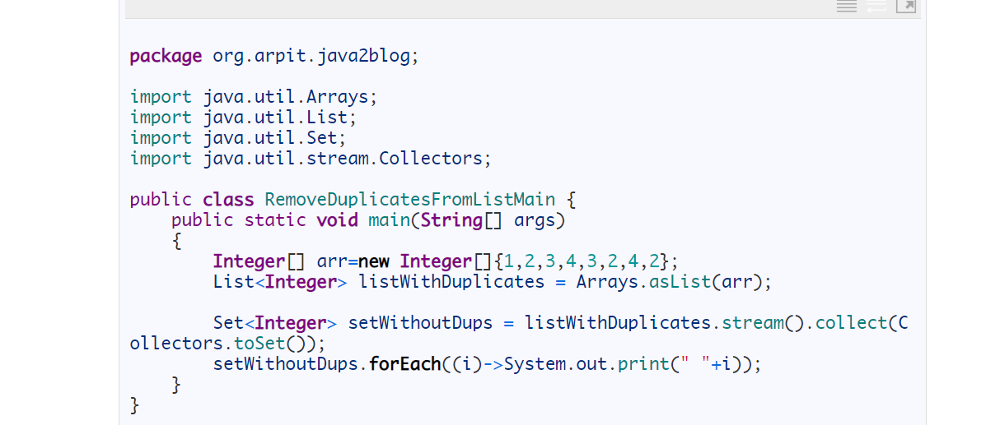 package org.arpit.java2blog;
import java.util.Arrays;
import java.util.List;
import java.util.Set;
import java.util.stream.Collectors;
public class RemoveDuplicatesFromListMain {
    public static void main(String[] args)
    {
        Integer[] arr=new Integer[]{1,2,3,4,3,2,4,2};
        List<Integer> listWithDuplicates = Arrays.asList(arr);
        Set<Integer> setWithoutDups = listWithDuplicates.stream().collect(C
ollectors.toSet());
        setWithoutDups.forEach((i)->System.out.print(" "+i));
    }
}